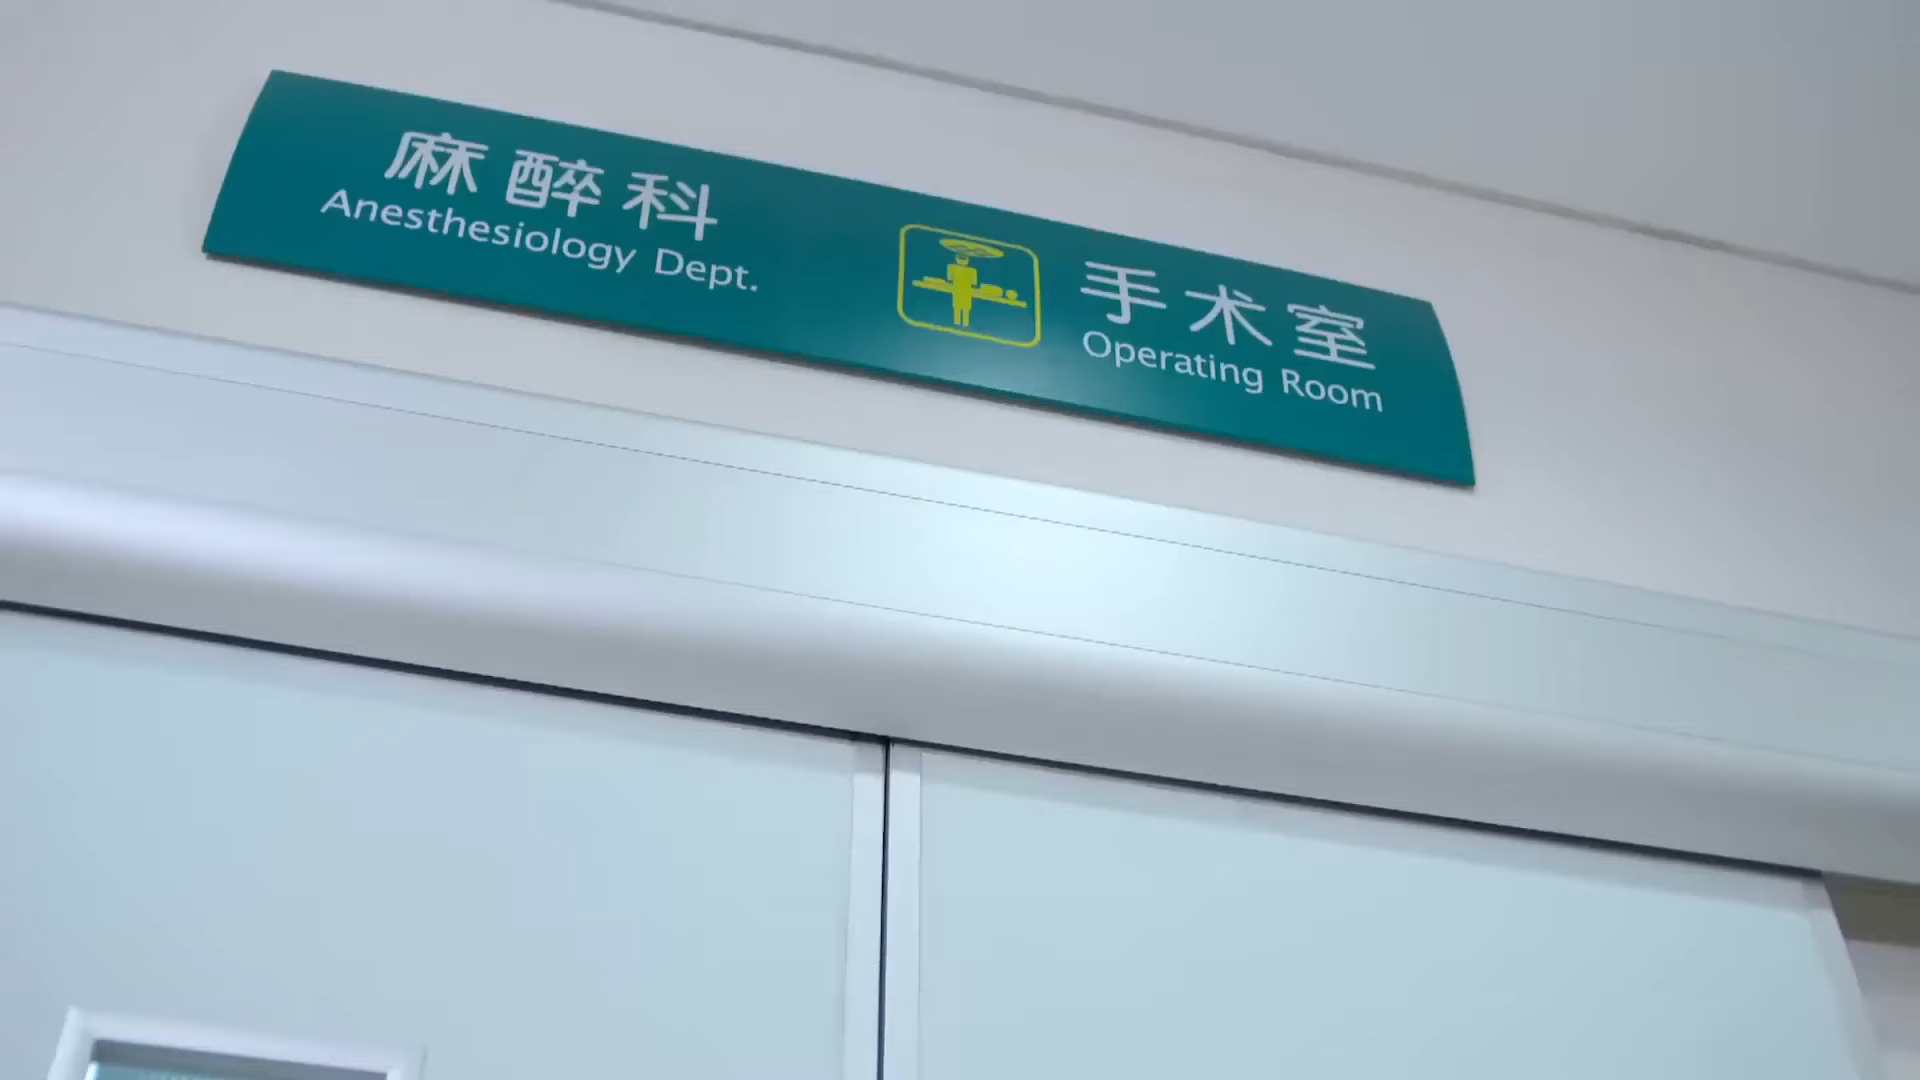 麻醉科
Anesthesiology Dept.
手术室
Operating Room